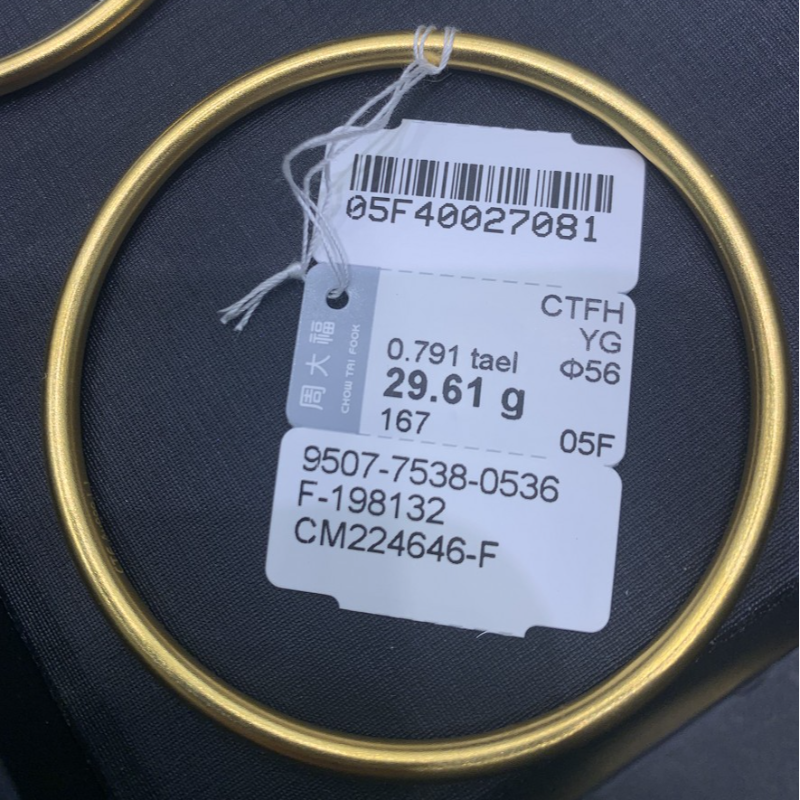 05F40027081
CTFH
YG
0.791 tael
Φ56
29.61 g
167
05F
周大福
CHOW TAI FOOK
9507-7538-0536
F-198132
CM224646-F